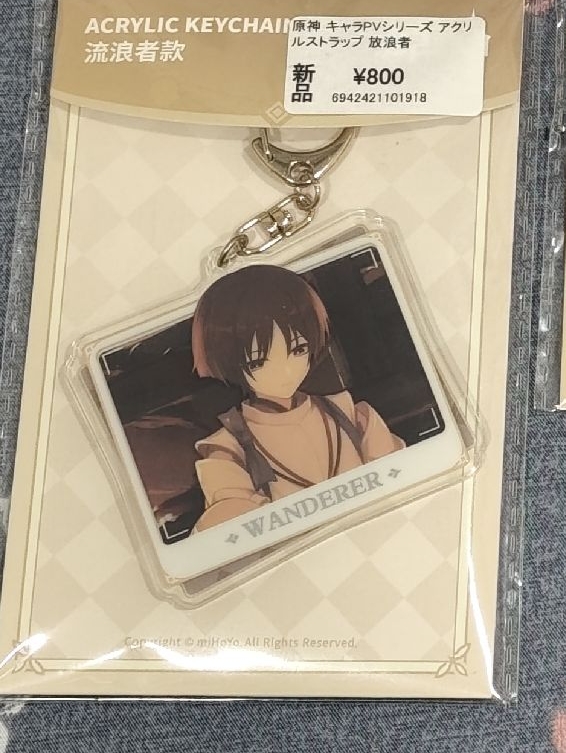 ACRYLIC KEYCHAIN
流浪者款
原神 キャラPVシリーズ アクリ
ルストラップ 放浪者
新品 ¥800
6942421101918
WANDERER
Copyright © miHoYo. All Rights Reserved.